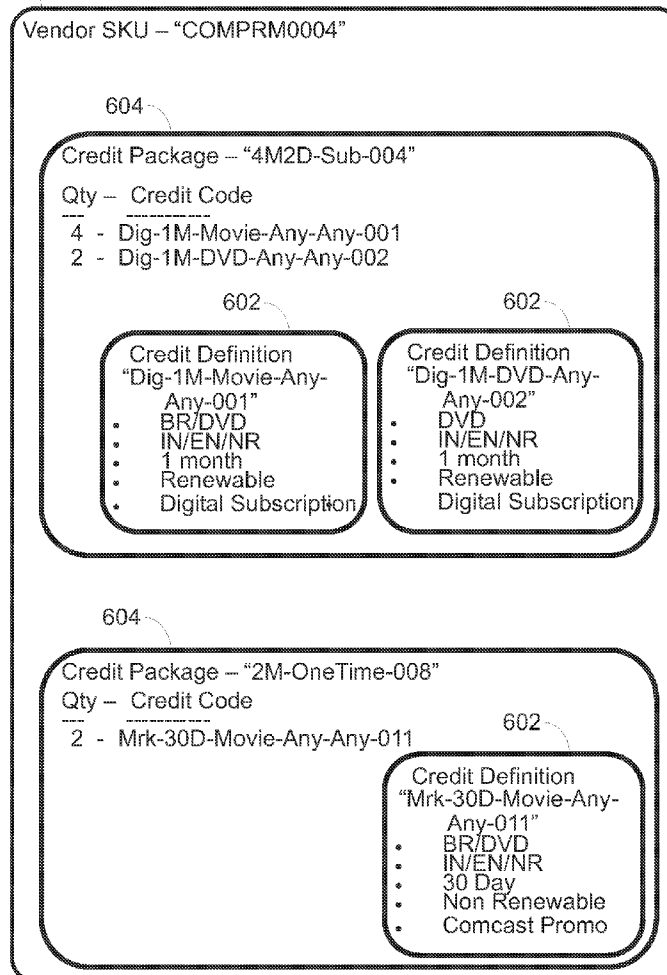 Vendor SKU – “COMPRM0004”
604
Credit Package – “4M2D-Sub-004”
Qty – Credit Code
--- -----------
4 - Dig-1M-Movie-Any-Any-001
2 - Dig-1M-DVD-Any-Any-002
602
Credit Definition
“Dig-1M-Movie-Any-
Any-001”
• BR/DVD
• IN/EN/NR
• 1 month
• Renewable
• Digital Subscription
602
Credit Definition
“Dig-1M-DVD-Any-
Any-002”
• DVD
• IN/EN/NR
• 1 month
• Renewable
Digital Subscription
604
Credit Package – “2M-OneTime-008”
Qty – Credit Code
--- -----------
2 - Mrk-30D-Movie-Any-Any-011
602
Credit Definition
“Mrk-30D-Movie-Any-
Any-011”
• BR/DVD
• IN/EN/NR
• 30 Day
• Non Renewable
• Comcast Promo